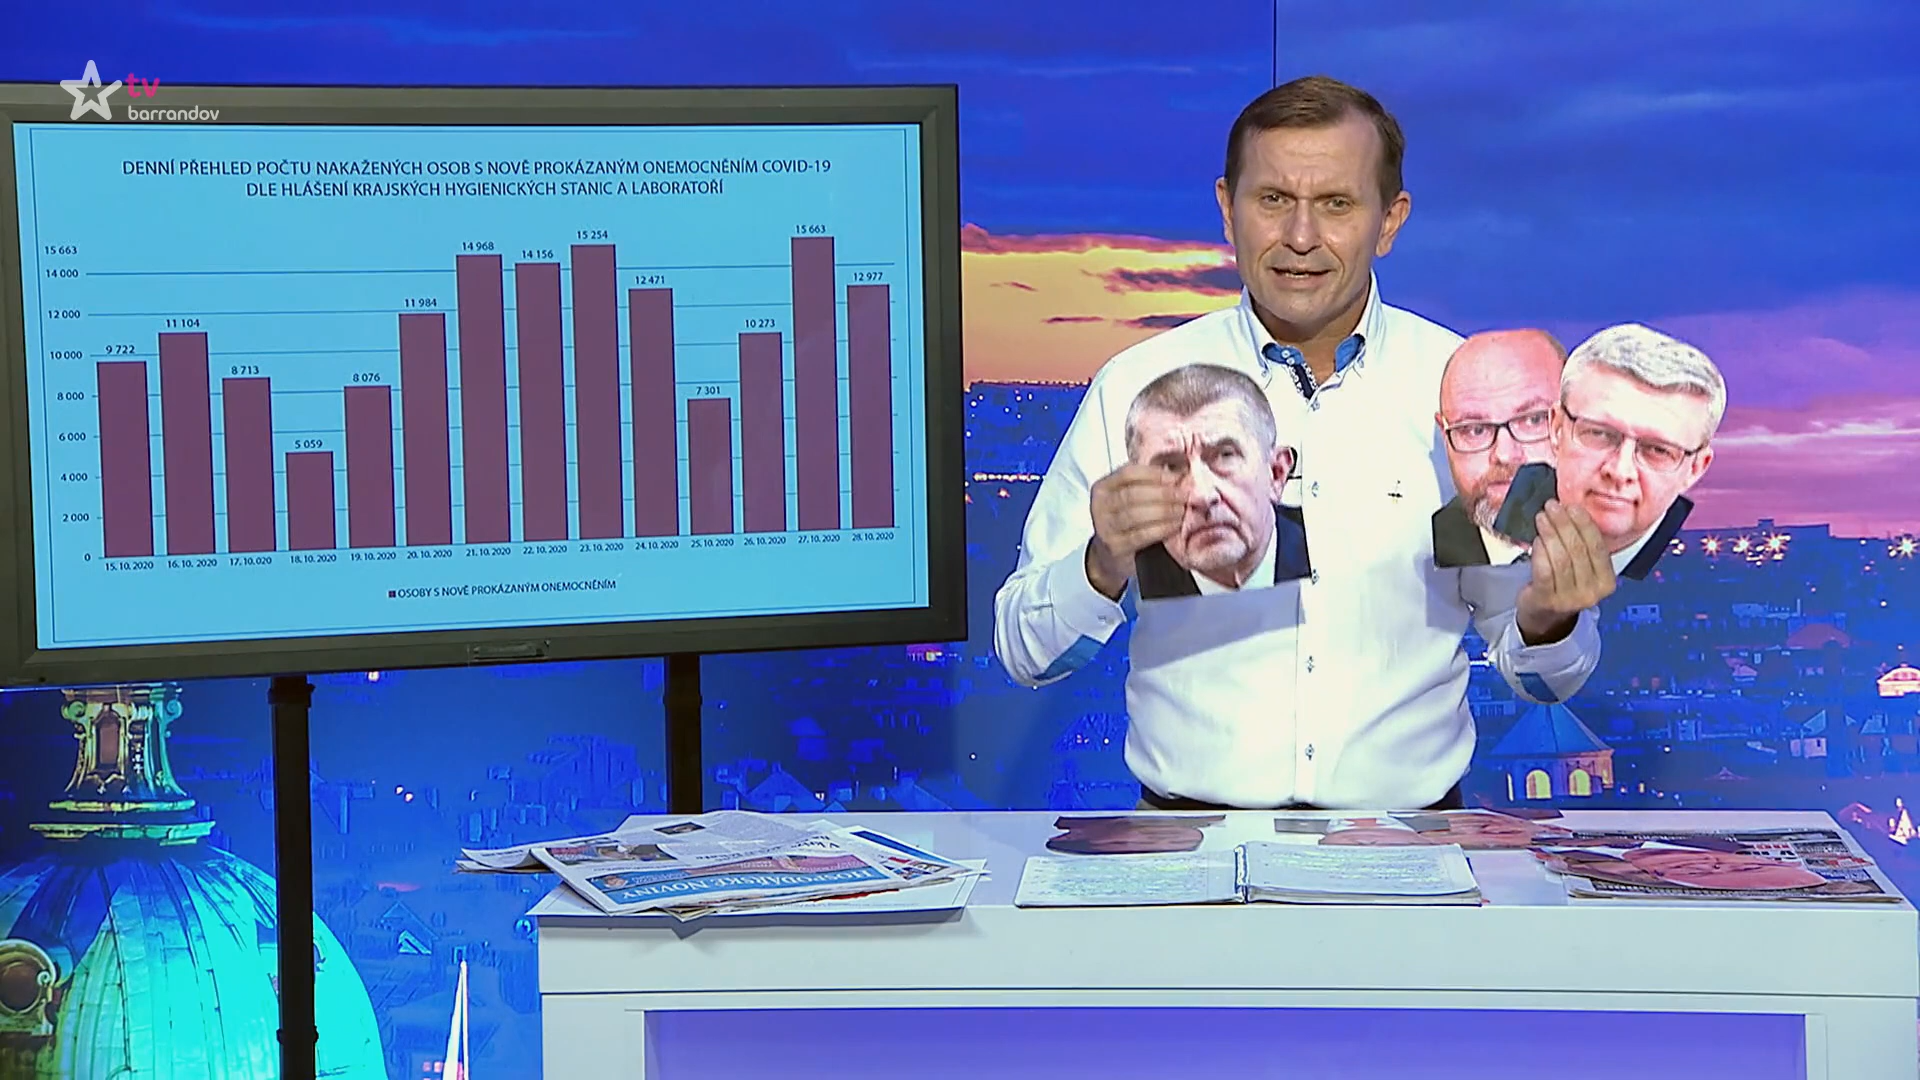 tv
barrandov
DENNÍ PŘEHLED POČTU NAKAŽENÝCH OSOB S NOVĚ PROKÁZANÝM ONEMOCNĚNÍM COVID-19
DLE HLÁŠENÍ KRAJSKÝCH HYGIENICKÝCH STANIC A LABORATOŘÍ
15 663
14 000
12 000
10 000
8 000
6 000
4 000
2 000
0
9 722
11 104
8 713
5 059
8 076
11 984
14 968
14 156
15 254
12 471
7 301
10 273
15 663
12 977
15. 10. 2020
16. 10. 2020
17. 10. 020
18. 10. 2020
19. 10. 2020
20. 10. 2020
21. 10. 2020
22. 10. 2020
23. 10. 2020
24. 10. 2020
25. 10. 2020
26. 10. 2020
27. 10. 2020
28. 10. 2020
OSOBY S NOVĚ PROKÁZANÝM ONEMOCNĚNÍM
HOSPODÁŘSKÉ NOVINY